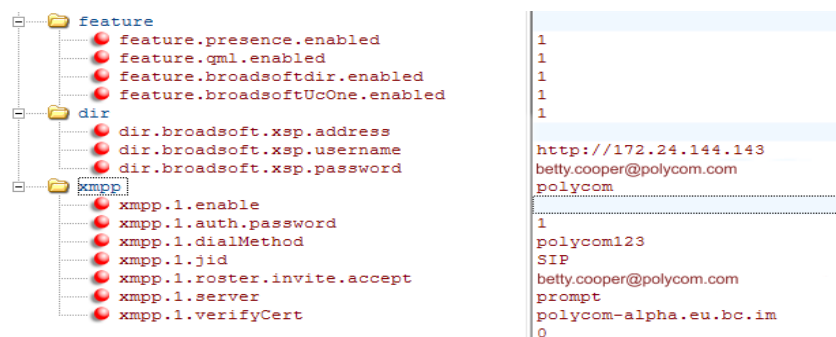 feature
feature.presence.enabled 1
feature.qml.enabled 1
feature.broadsoftdir.enabled 1
feature.broadsoftUcOne.enabled 1
dir 1
dir.broadsoft.xsp.address
dir.broadsoft.xsp.username http://172.24.144.143
dir.broadsoft.xsp.password betty.cooper@polycom.com
xmpp polycom
xmpp.1.enable
xmpp.1.auth.password 1
xmpp.1.dialMethod polycom123
xmpp.1.jid SIP
xmpp.1.roster.invite.accept betty.cooper@polycom.com
xmpp.1.server prompt
xmpp.1.verifyCert polycom-alpha.eu.bc.im
0